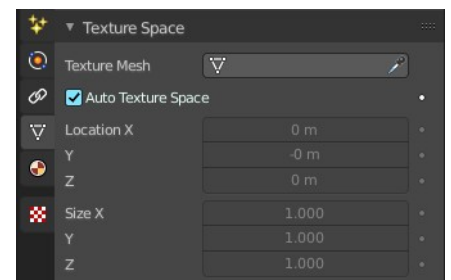 Texture Space
Texture Mesh
Auto Texture Space
Location X 0 m
Y -0 m
Z 0 m
Size X 1.000
Y 1.000
Z 1.000